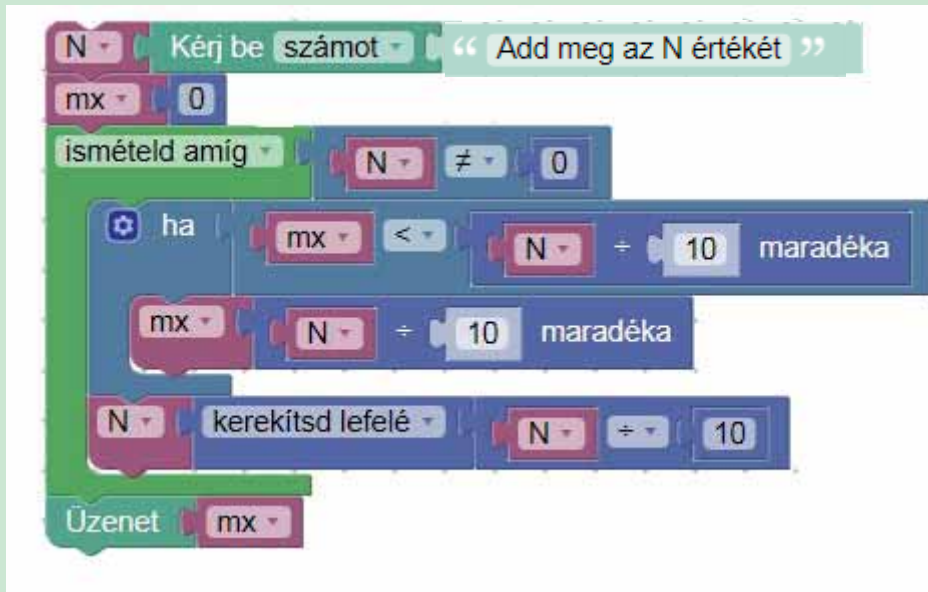 N Kérj be számot “ Add meg az N értékét ”
mx 0
ismételd amíg N ≠ 0
ha mx < N ÷ 10 maradéka
mx N ÷ 10 maradéka
N kerekítsd lefelé N ÷ 10
Üzenet mx